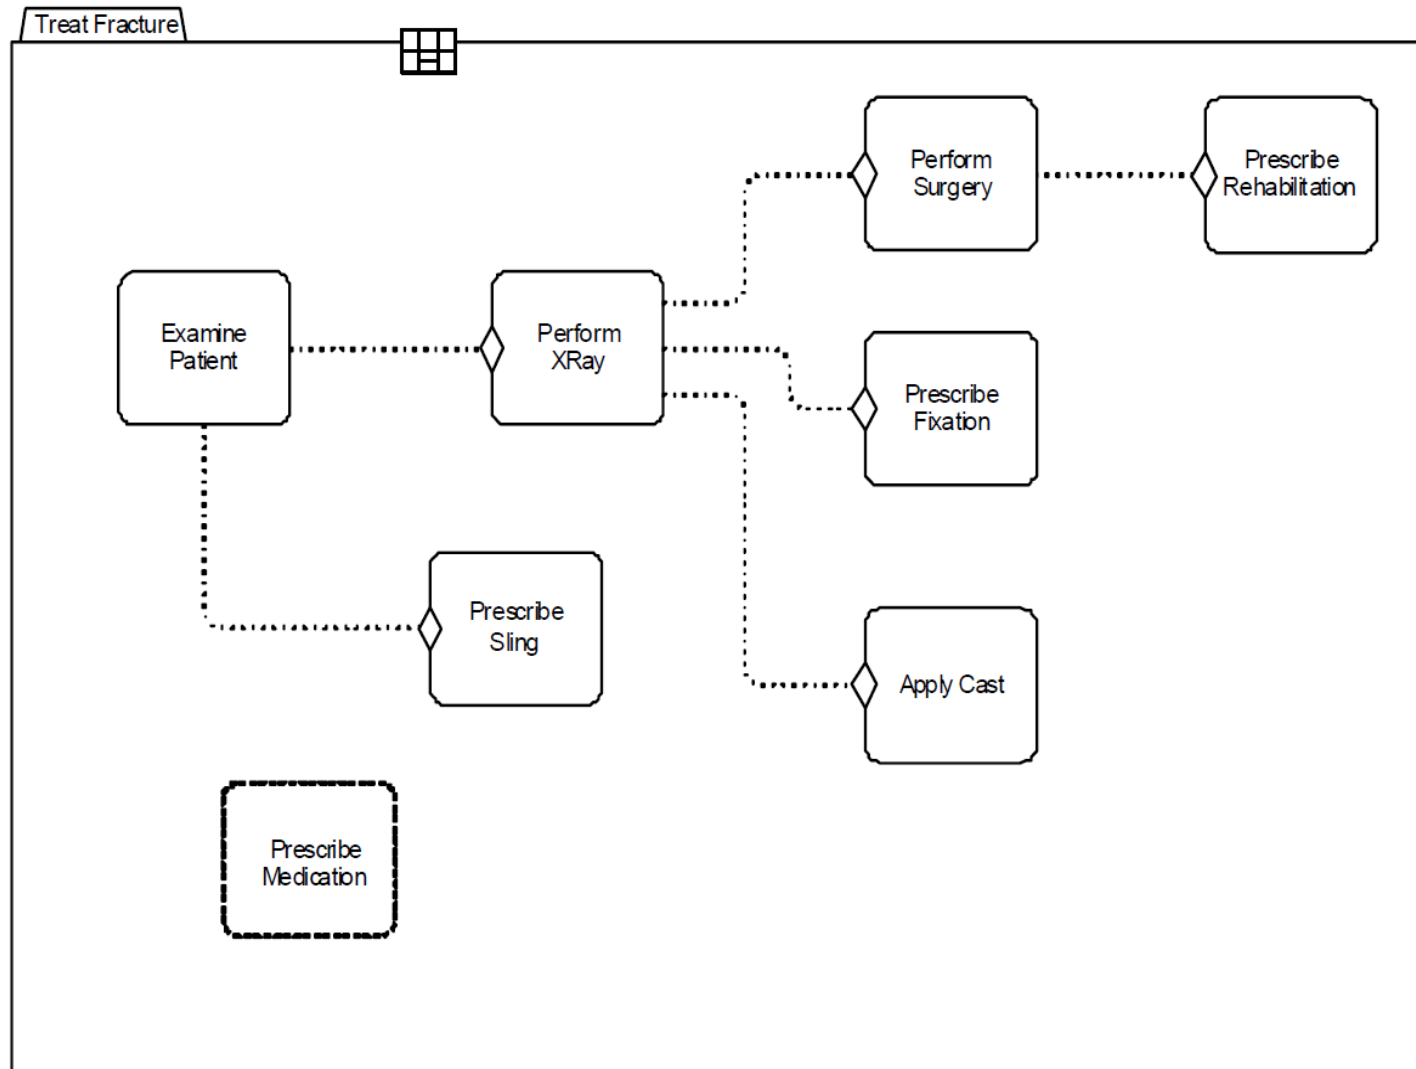 Treat Fracture
Perform
Surgery
Prescribe
Rehabilitation
Examine
Patient
Perform
XRay
Prescribe
Fixation
Prescribe
Sling
Apply Cast
Prescribe
Medication